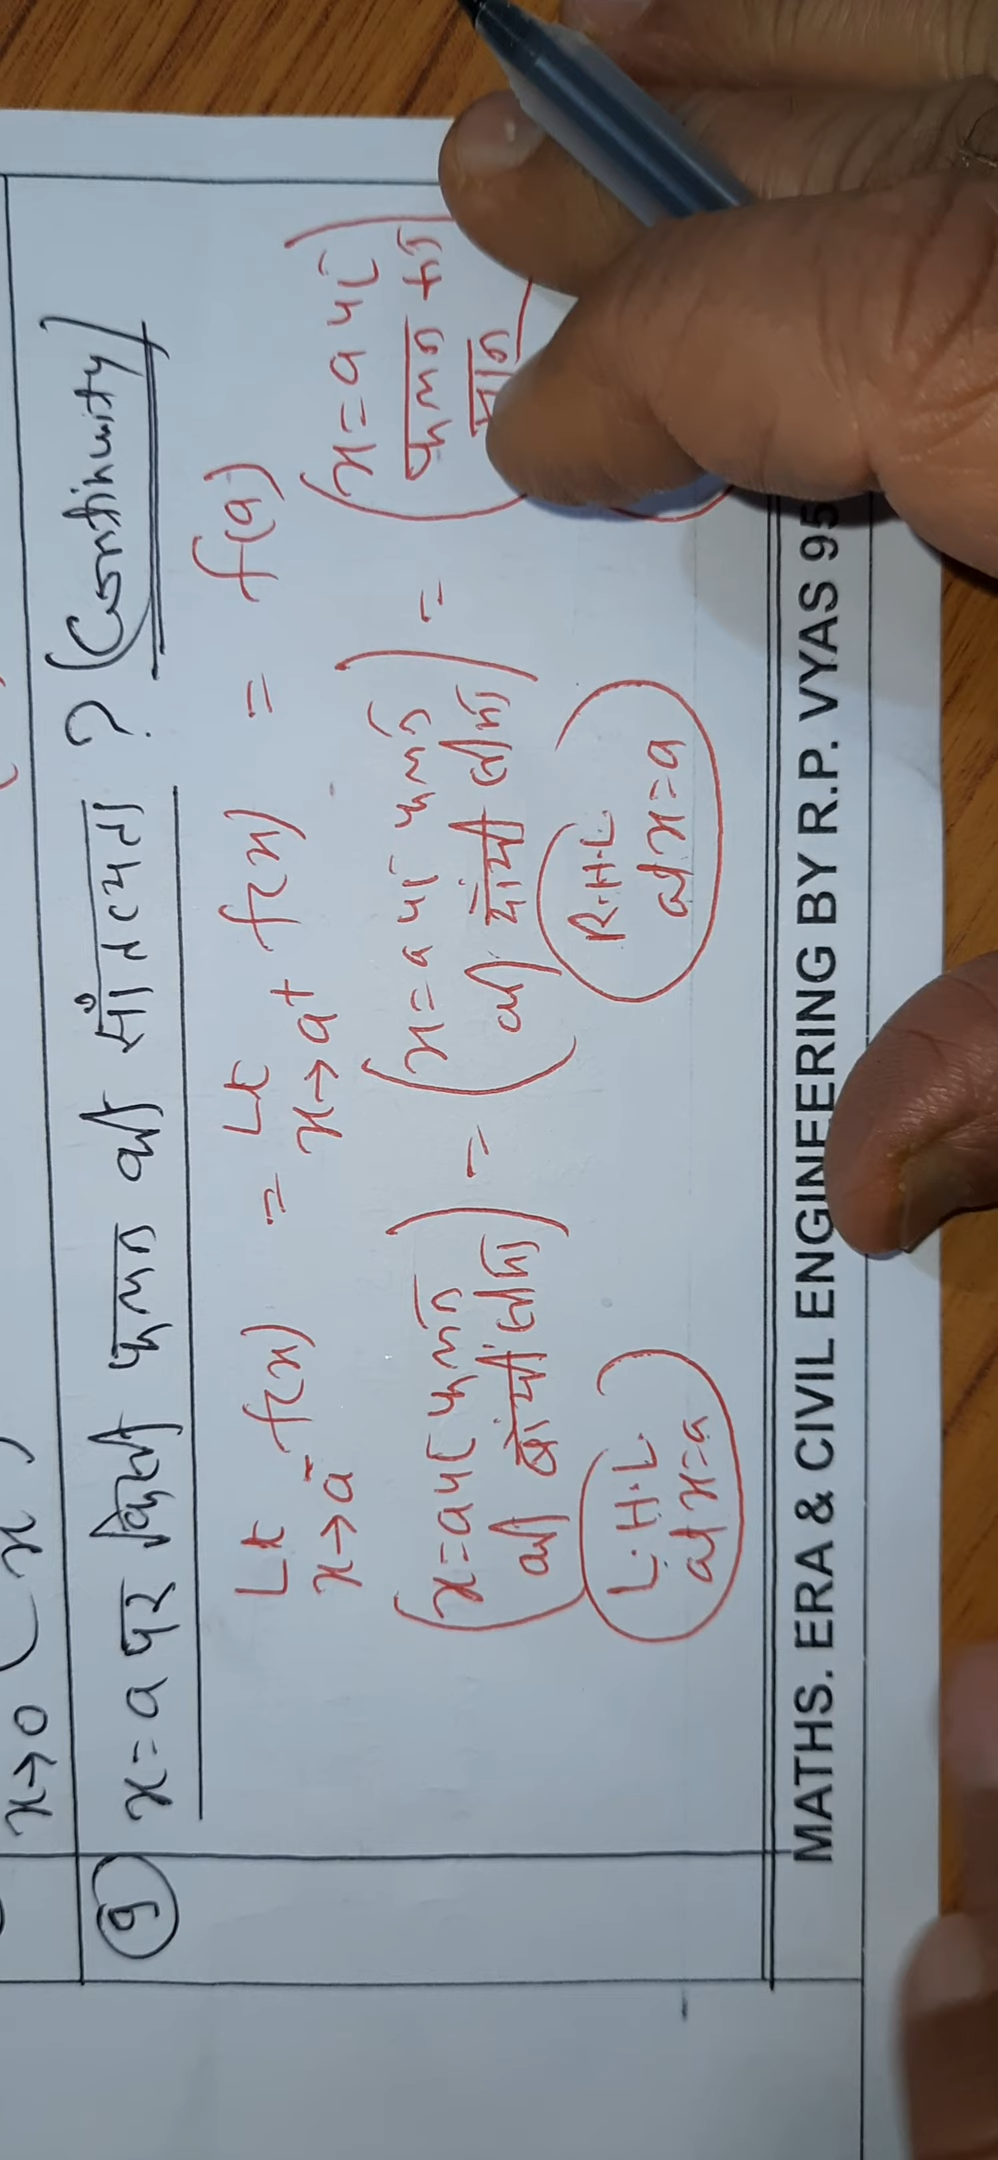 x→0 ( x )
9 x=a पर किसी फलन की सांतत्यता ? (Continuity)
Lt f(x) = Lt f(x) = f(a)
x→a⁻ x→a⁺
(x=a पर फलन की बांयी सीमा) = (x=a पर फलन की दांयी सीमा) = (x=a पर फलन का मान
L.H.L at x=a
R.H.L at x=a
MATHS. ERA & CIVIL ENGINEERING BY R.P. VYAS 95